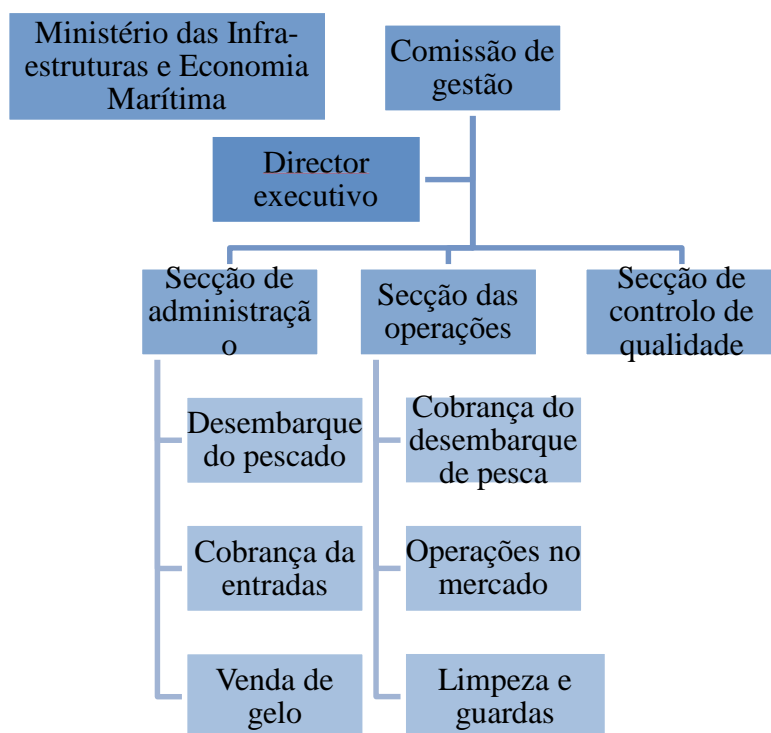 Ministério das Infra-
estruturas e Economia
Marítima
Comissão de
gestão
Director
executivo
Secção de
administraçã
o
Secção das
operações
Secção de
controlo de
qualidade
Desembarque
do pescado
Cobrança do
desembarque
de pesca
Cobrança da
entradas
Operações no
mercado
Venda de
gelo
Limpeza e
guardas